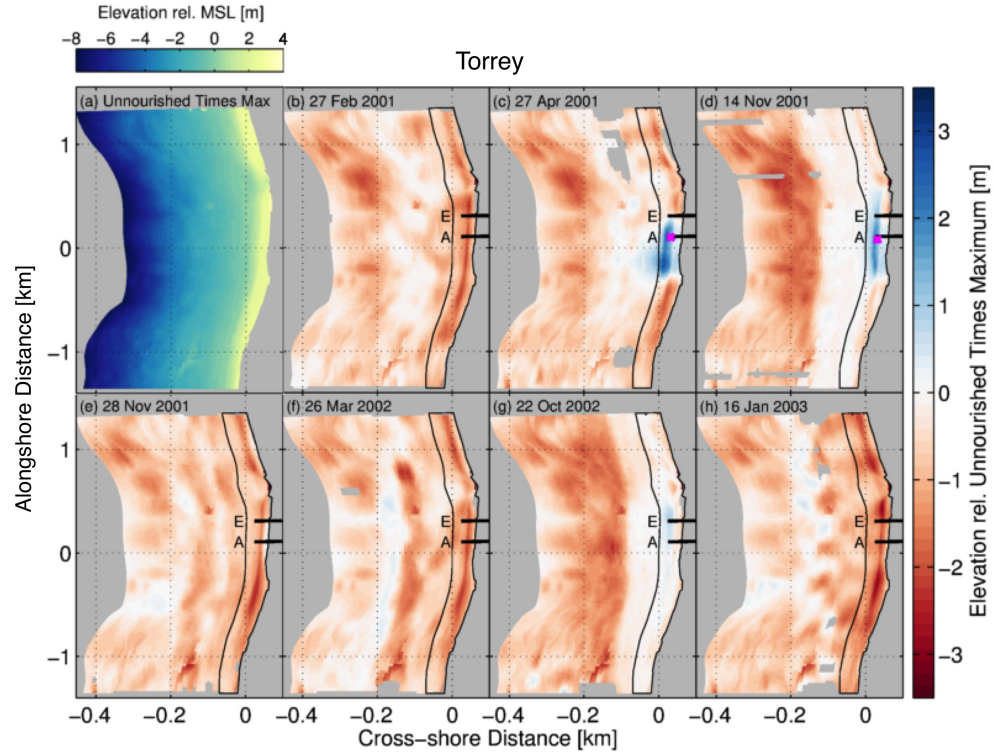 Elevation rel. MSL [m]
−8 −6 −4 −2 0 2 4
Torrey
(a) Unnourished Times Max
(b) 27 Feb 2001
(c) 27 Apr 2001
(d) 14 Nov 2001
1
0
−1
E
A
E
A
E
A
(e) 28 Nov 2001
(f) 26 Mar 2002
(g) 22 Oct 2002
(h) 16 Jan 2003
1
0
−1
E
A
E
A
E
A
E
A
−0.4 −0.2 0 −0.4 −0.2 0 −0.4 −0.2 0 −0.4 −0.2 0
Cross−shore Distance [km]
Alongshore Distance [km]
3
2
1
0
−1
−2
−3
Elevation rel. Unnourished Times Maximum [m]